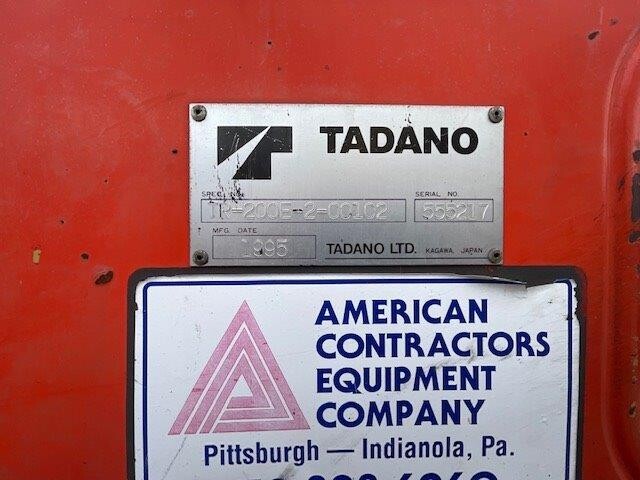 TADANO
SPEC. NO. SERIAL NO.
TR-200E-2-00102 555217
MFG. DATE
1995 TADANO LTD. KAGAWA, JAPAN
AMERICAN
CONTRACTORS
EQUIPMENT
COMPANY
Pittsburgh — Indianola, Pa.